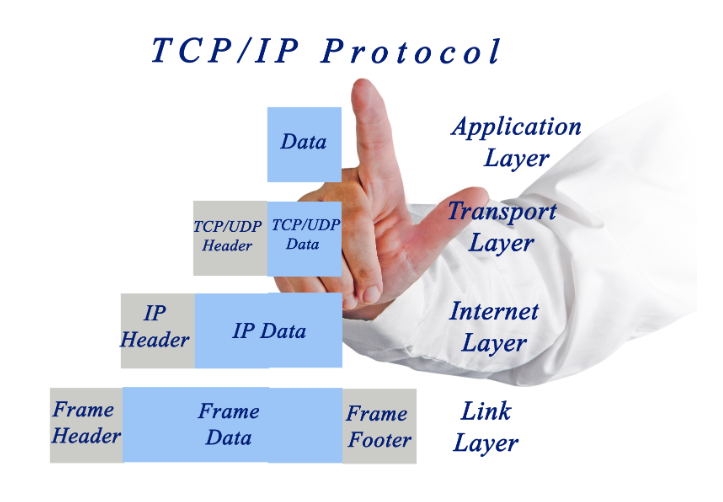 TCP/IP Protocol
Data
Application
Layer
TCP/UDP
Header
TCP/UDP
Data
Transport
Layer
IP
Header
IP Data
Internet
Layer
Frame
Header
Frame
Data
Frame
Footer
Link
Layer